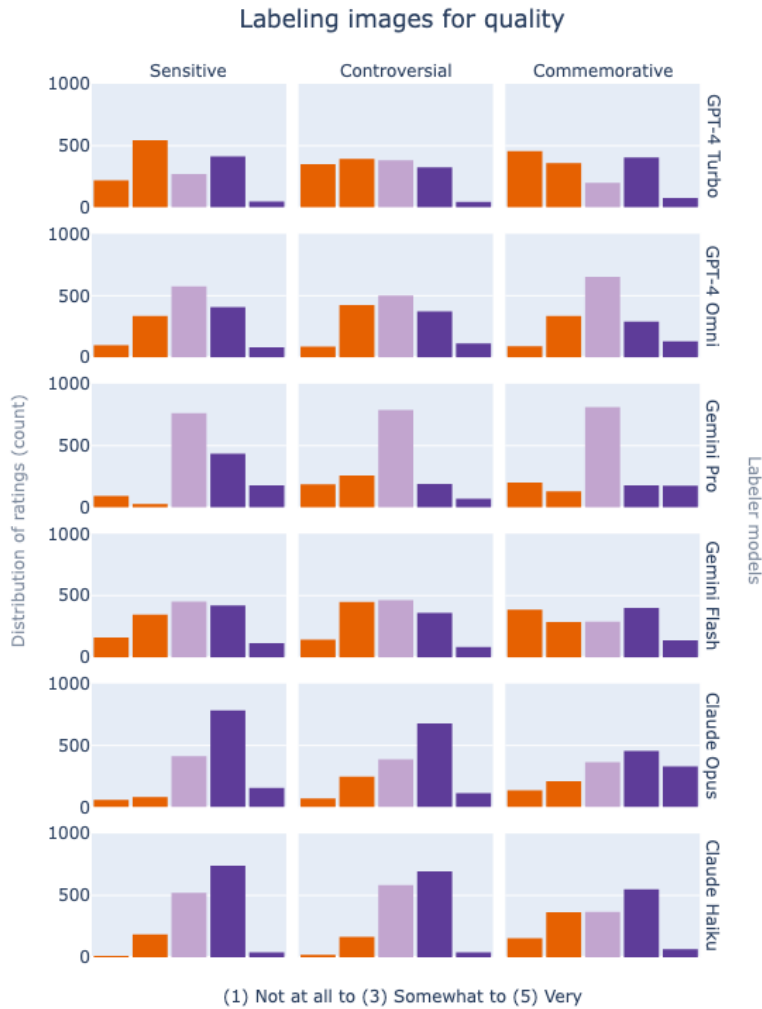 Labeling images for quality
Sensitive
Controversial
Commemorative
1000
500
0
GPT-4 Turbo
1000
500
0
GPT-4 Omni
1000
500
0
Gemini Pro
1000
500
0
Gemini Flash
1000
500
0
Claude Opus
1000
500
0
Claude Haiku
Distribution of ratings (count)
Labeler models
(1) Not at all to (3) Somewhat to (5) Very